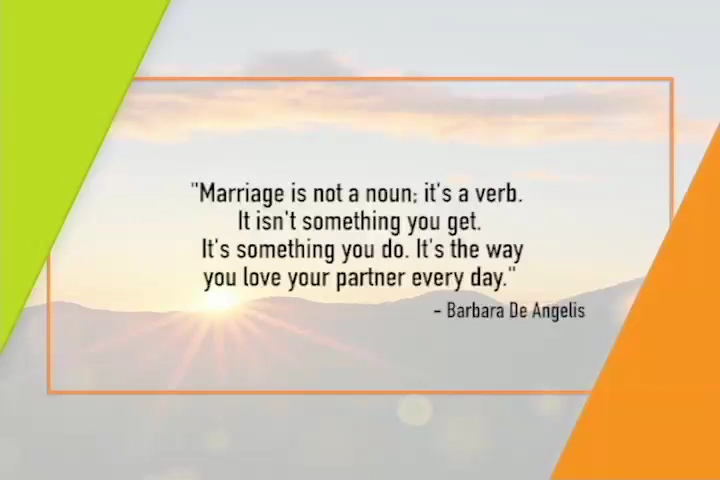 "Marriage is not a noun; it's a verb.
It isn't something you get.
It's something you do. It's the way
you love your partner every day."
- Barbara De Angelis